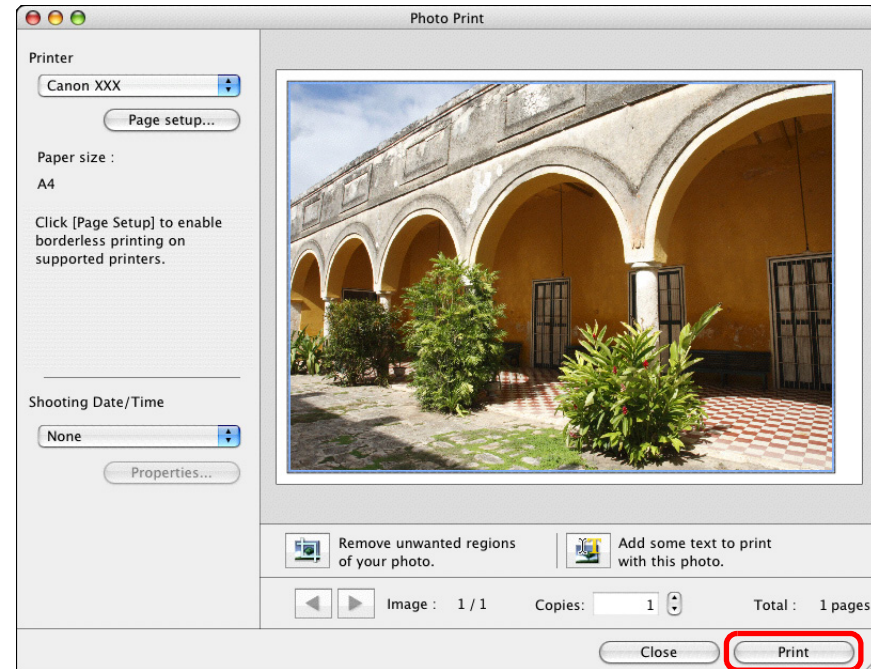 Photo Print
Printer
Canon XXX
Page setup...
Paper size :
A4
Click [Page Setup] to enable
borderless printing on
supported printers.
Shooting Date/Time
None
Properties...
Remove unwanted regions
of your photo.
Add some text to print
with this photo.
Image : 1 / 1
Copies: 1
Total : 1 pages
Close
Print